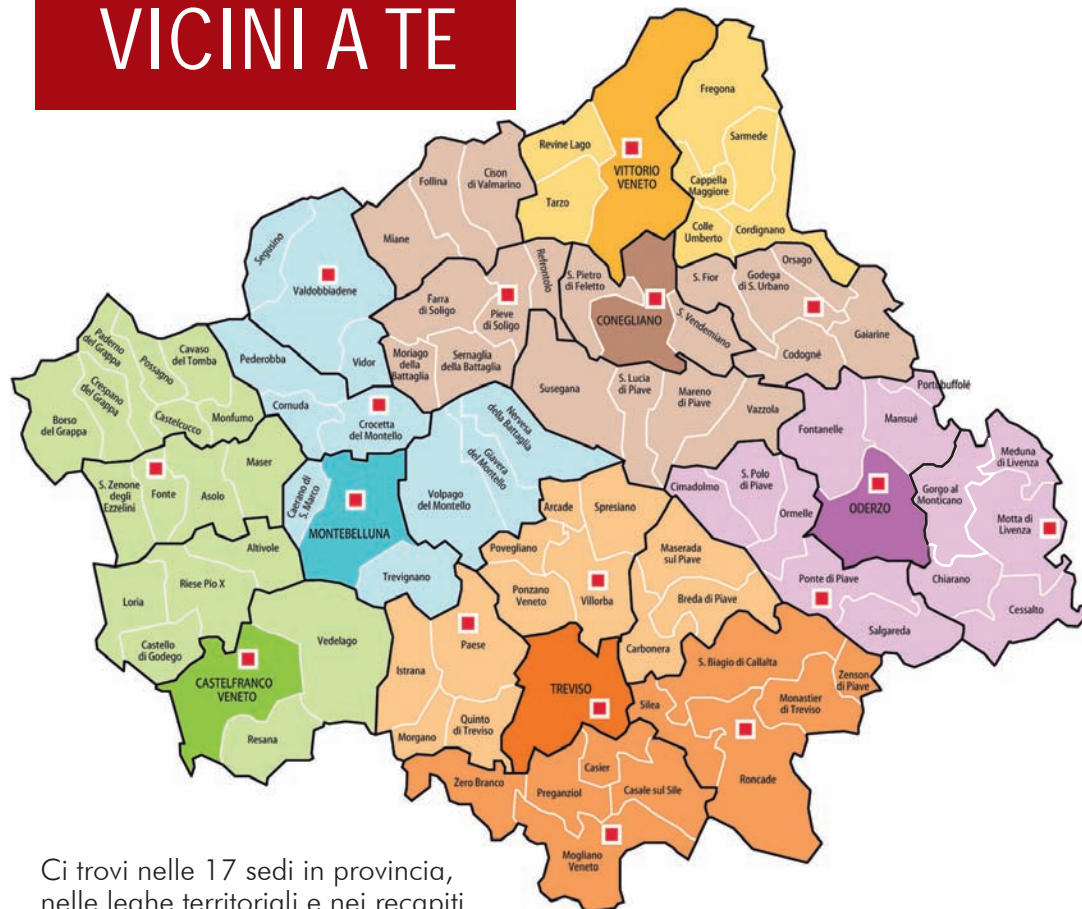 VICINI A TE
Fregona
Sarmede
Revine Lago
VITTORIO
VENETO
Cappella
Maggiore
Tarzo
Colle
Umberto
Cordignano
Follina
Cison
di Valmarino
Miane
Segusino
Valdobbiadene
Refrontolo
S. Pietro
di Feletto
S. Fior
Godega
di S. Urbano
Orsago
Farra
di Soligo
Pieve
di Soligo
CONEGLIANO
S. Vendemiano
Gaiarine
Codogné
Paderno
del Grappa
Possagno
Cavaso
del Tomba
Pederobba
Vidor
Moriago
della
Battaglia
Sernaglia
della Battaglia
Susegana
S. Lucia
di Piave
Mareno
di Piave
Vazzola
Portobuffolé
Mansué
Fontanelle
Borso
del Grappa
Crespano
del Grappa
Castelcucco
Monfumo
Cornuda
Crocetta
del Montello
Nervesa
della Battaglia
Giavera
del Montello
Volpago
del Montello
Meduna
di Livenza
S. Zenone
degli
Ezzelini
Fonte
Asolo
Maser
Caerano di
S. Marco
MONTEBELLUNA
Cimadolmo
S. Polo
di Piave
Ormelle
ODERZO
Gorgo al
Monticano
Motta di
Livenza
Arcade
Spresiano
Povegliano
Maserada
sul Piave
Altivole
Trevignano
Riese Pio X
Loria
Ponzano
Veneto
Villorba
Breda di Piave
Ponte di Piave
Chiarano
Cessalto
Salgareda
Castello
di Godego
Vedelago
Istrana
Paese
Carbonera
S. Biagio di Callalta
Zenson
di Piave
CASTELFRANCO
VENETO
TREVISO
Silea
Monastier
di Treviso
Resana
Morgano
Quinto
di Treviso
Casier
Roncade
Zero Branco
Preganziol
Casale sul Sile
Mogliano
Veneto
Ci trovi nelle 17 sedi in provincia,
nelle leghe territoriali e nei recapiti